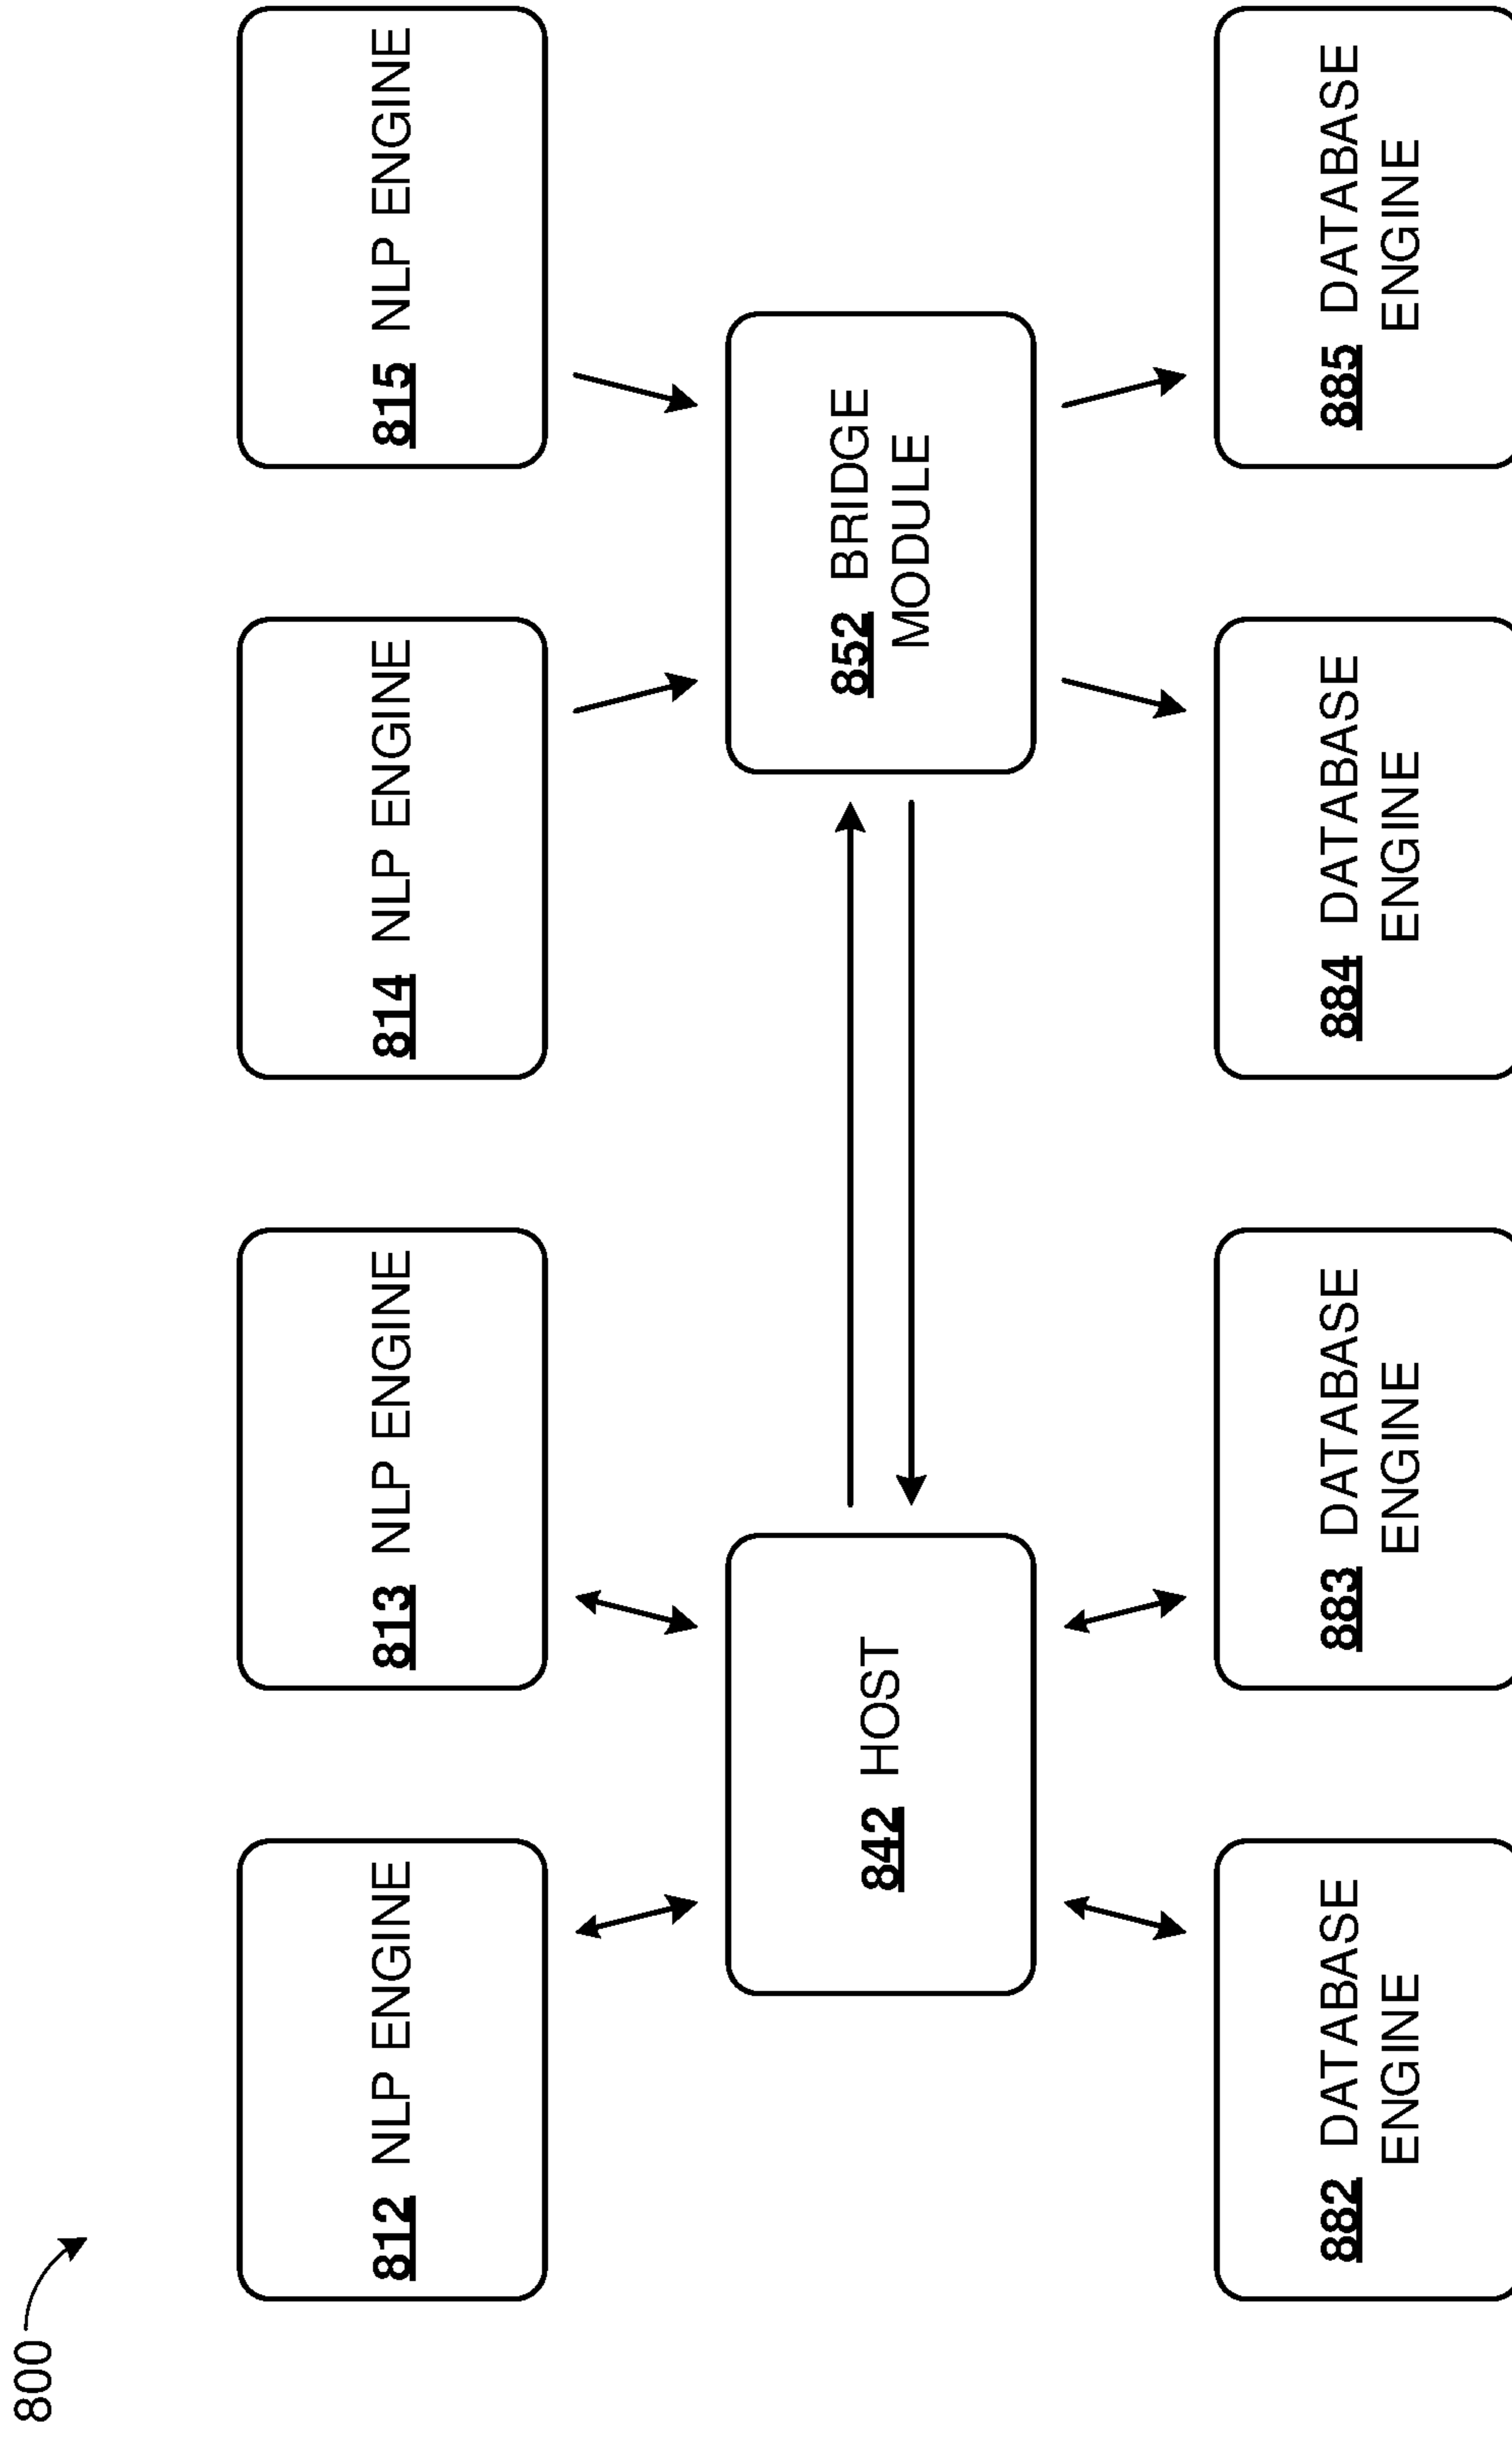 800
812 NLP ENGINE
813 NLP ENGINE
814 NLP ENGINE
815 NLP ENGINE
842 HOST
852 BRIDGE
MODULE
882 DATABASE
ENGINE
883 DATABASE
ENGINE
884 DATABASE
ENGINE
885 DATABASE
ENGINE